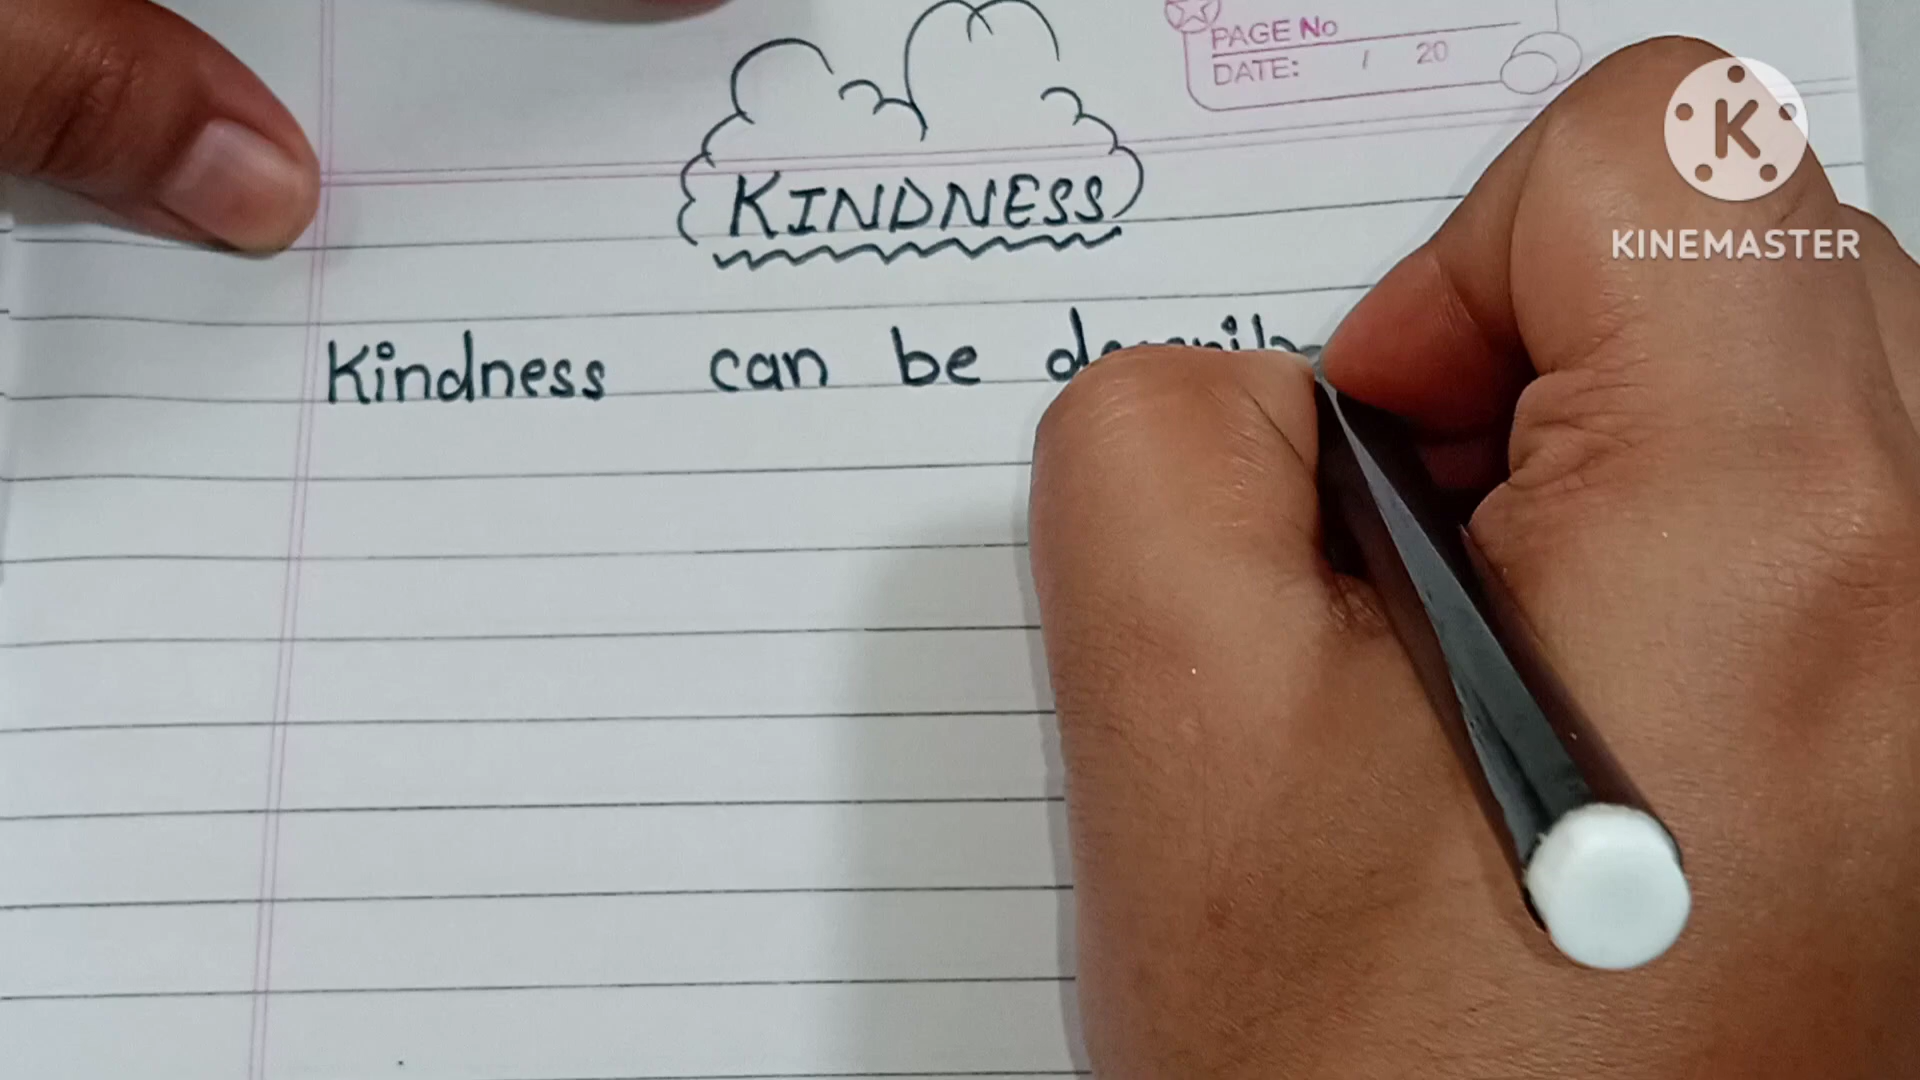 PAGE No
DATE: / 20
K
KINEMASTER
KINDNESS
Kindness can be